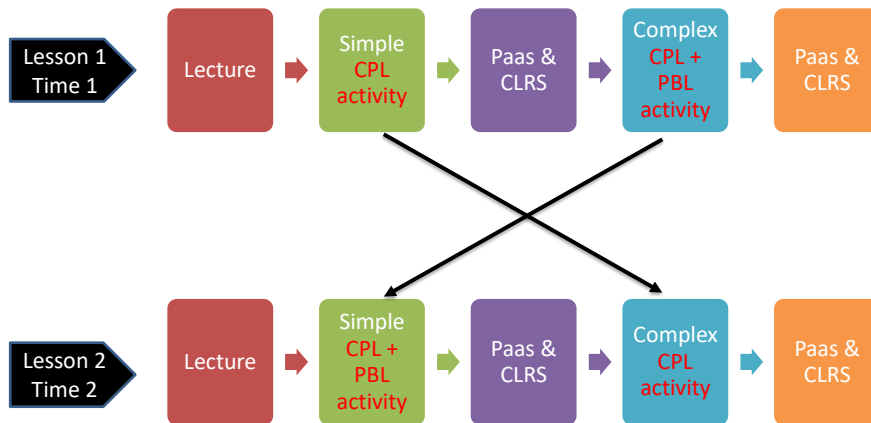 Lesson 1
Time 1
Lecture
Simple
CPL
activity
Paas &
CLRS
Complex
CPL +
PBL
activity
Paas &
CLRS
Lesson 2
Time 2
Lecture
Simple
CPL +
PBL
activity
Paas &
CLRS
Complex
CPL
activity
Paas &
CLRS